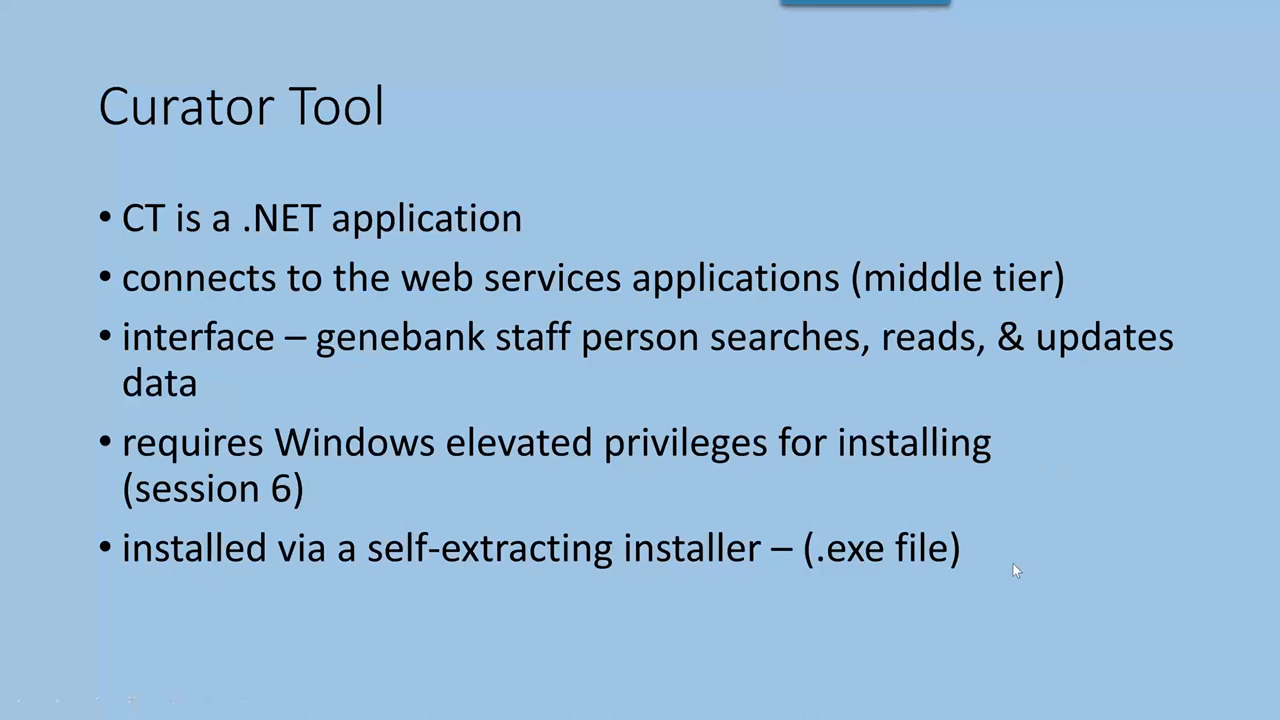 Curator Tool
• CT is a .NET application
• connects to the web services applications (middle tier)
• interface – genebank staff person searches, reads, & updates
data
• requires Windows elevated privileges for installing
(session 6)
• installed via a self-extracting installer – (.exe file)